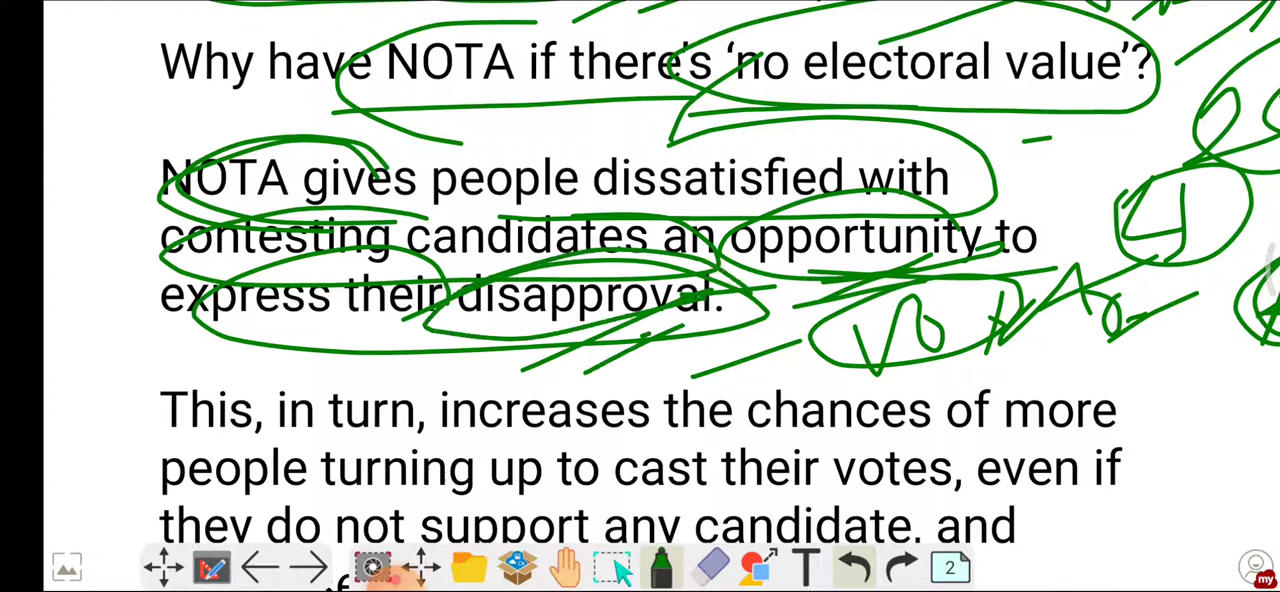 Why have NOTA if there's 'no electoral value'?
NOTA gives people dissatisfied with
contesting candidates an opportunity to
express their disapproval.
This, in turn, increases the chances of more
people turning up to cast their votes, even if
they do not support any candidate, and
T
2
my